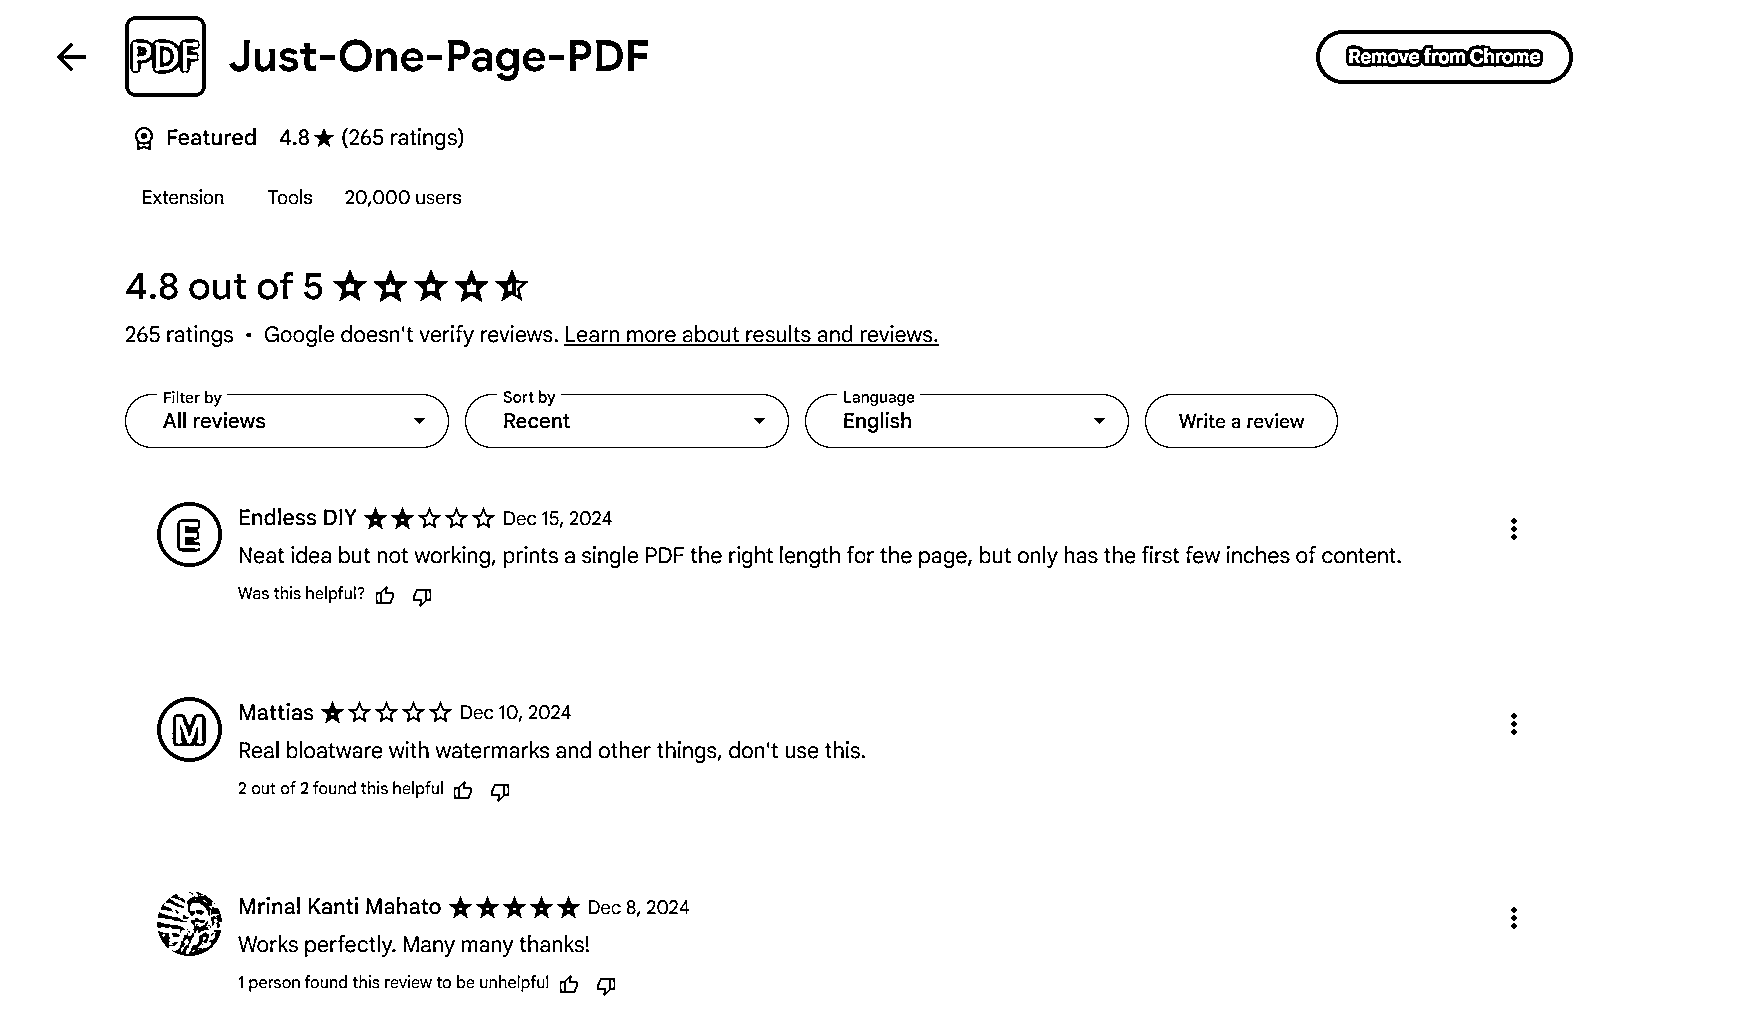 PDF Just-One-Page-PDF Remove from Chrome
Featured 4.8★ (265 ratings)
Extension Tools 20,000 users
4.8 out of 5
265 ratings • Google doesn't verify reviews. Learn more about results and reviews.
Filter by Sort by Language
All reviews Recent English Write a review
E Endless DIY Dec 15, 2024
Neat idea but not working, prints a single PDF the right length for the page, but only has the first few inches of content.
Was this helpful?
M Mattias Dec 10, 2024
Real bloatware with watermarks and other things, don't use this.
2 out of 2 found this helpful
Mrinal Kanti Mahato Dec 8, 2024
Works perfectly. Many many thanks!
1 person found this review to be unhelpful